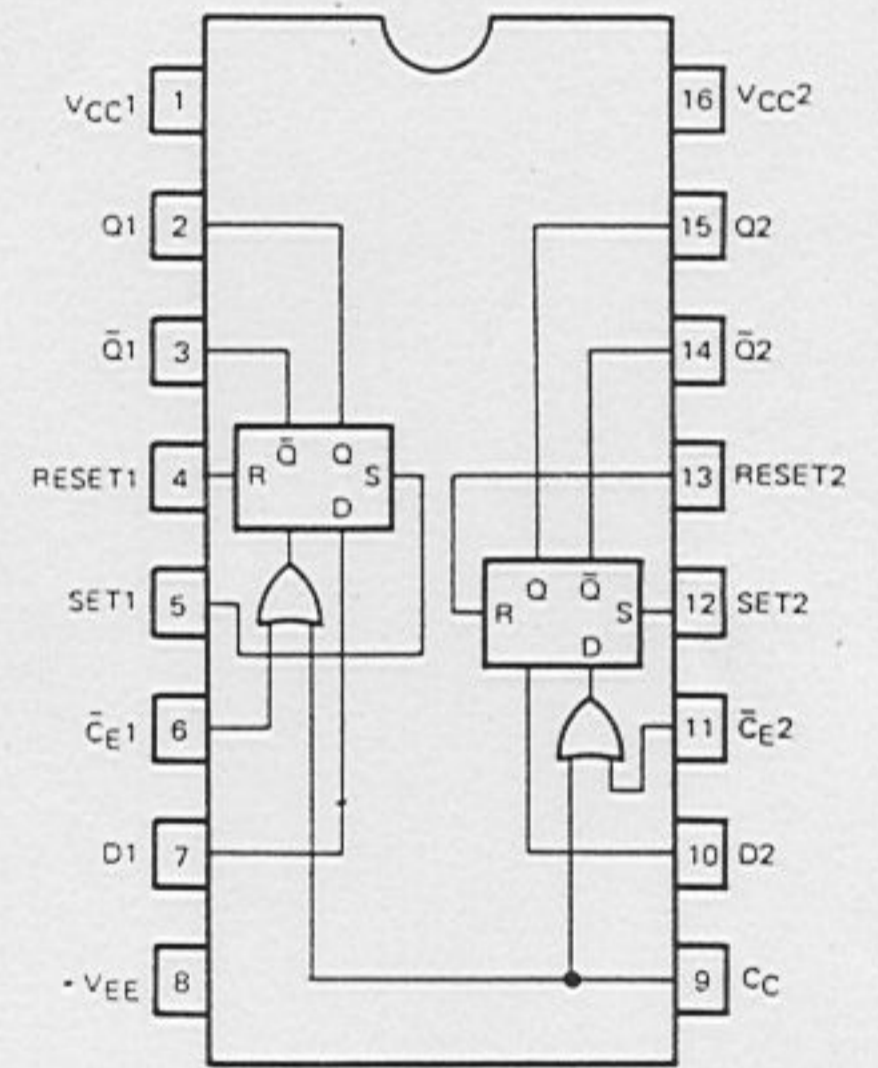 VCC1 1 16 VCC2
Q1 2 15 Q2
Q̄1 3 14 Q̄2
Q̄ Q
RESET1 4 R S 13 RESET2
D
Q Q̄
SET1 5 R S 12 SET2
D
C̄E1 6 11 C̄E2
D1 7 10 D2
VEE 8 9 CC